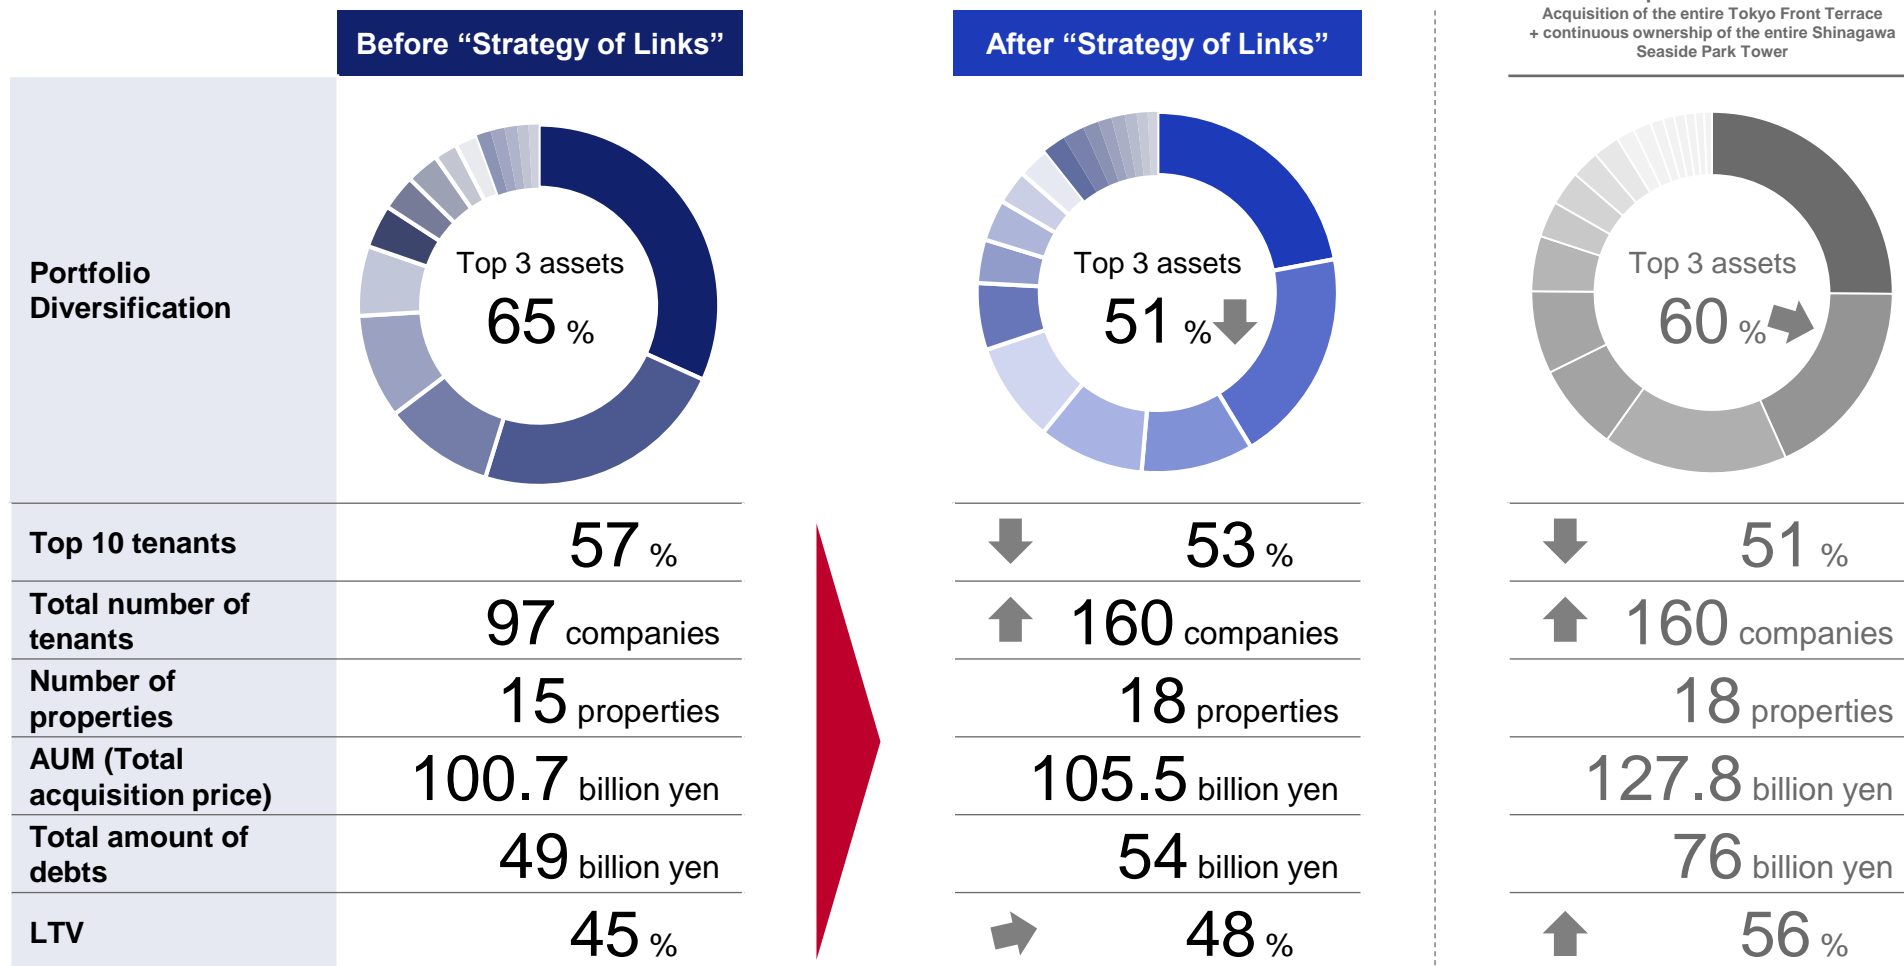 Before “Strategy of Links”
After “Strategy of Links”
Acquisition of the entire Tokyo Front Terrace
+ continuous ownership of the entire Shinagawa
Seaside Park Tower
Portfolio
Diversification
Top 3 assets
65 %
Top 3 assets
51 %
Top 3 assets
60 %
Top 10 tenants
57 %
53 %
51 %
Total number of
tenants
97 companies
160 companies
160 companies
Number of
properties
15 properties
18 properties
18 properties
AUM (Total
acquisition price)
100.7 billion yen
105.5 billion yen
127.8 billion yen
Total amount of
debts
49 billion yen
54 billion yen
76 billion yen
LTV
45 %
48 %
56 %